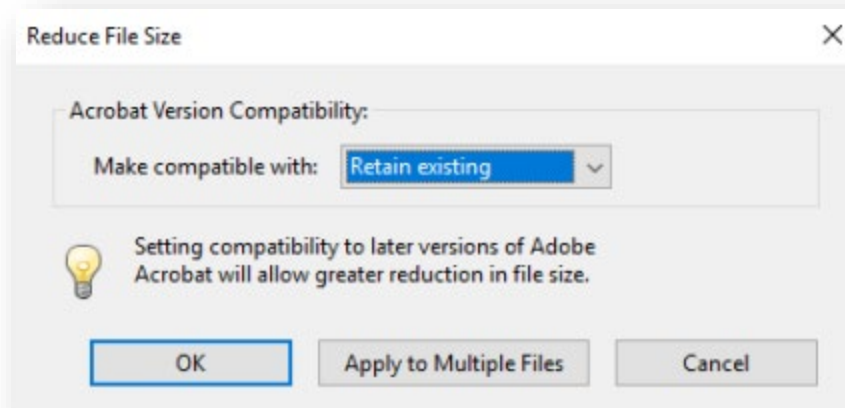 Reduce File Size
Acrobat Version Compatibility:
Make compatible with: Retain existing
Setting compatibility to later versions of Adobe
Acrobat will allow greater reduction in file size.
OK Apply to Multiple Files Cancel